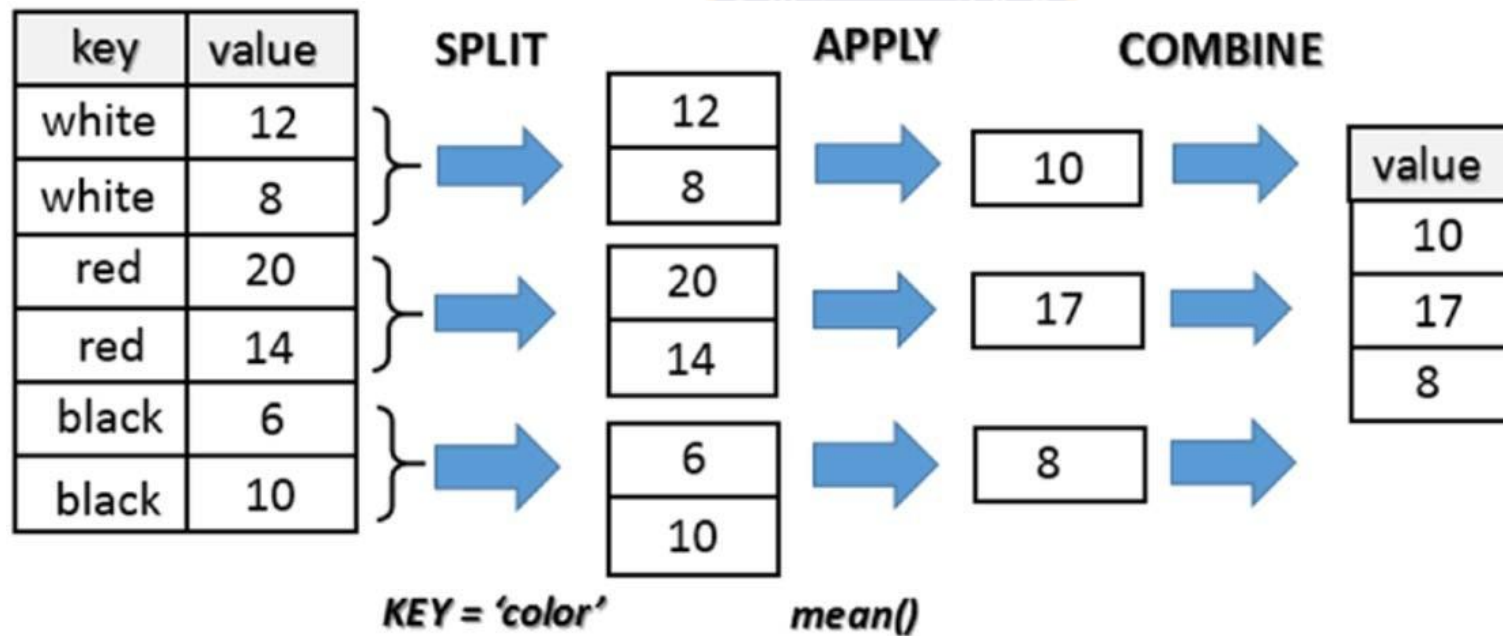 key value
white 12
white 8
red 20
red 14
black 6
black 10
SPLIT
12
8
20
14
6
10
KEY = ‘color’
APPLY
10
17
8
mean()
COMBINE
value
10
17
8